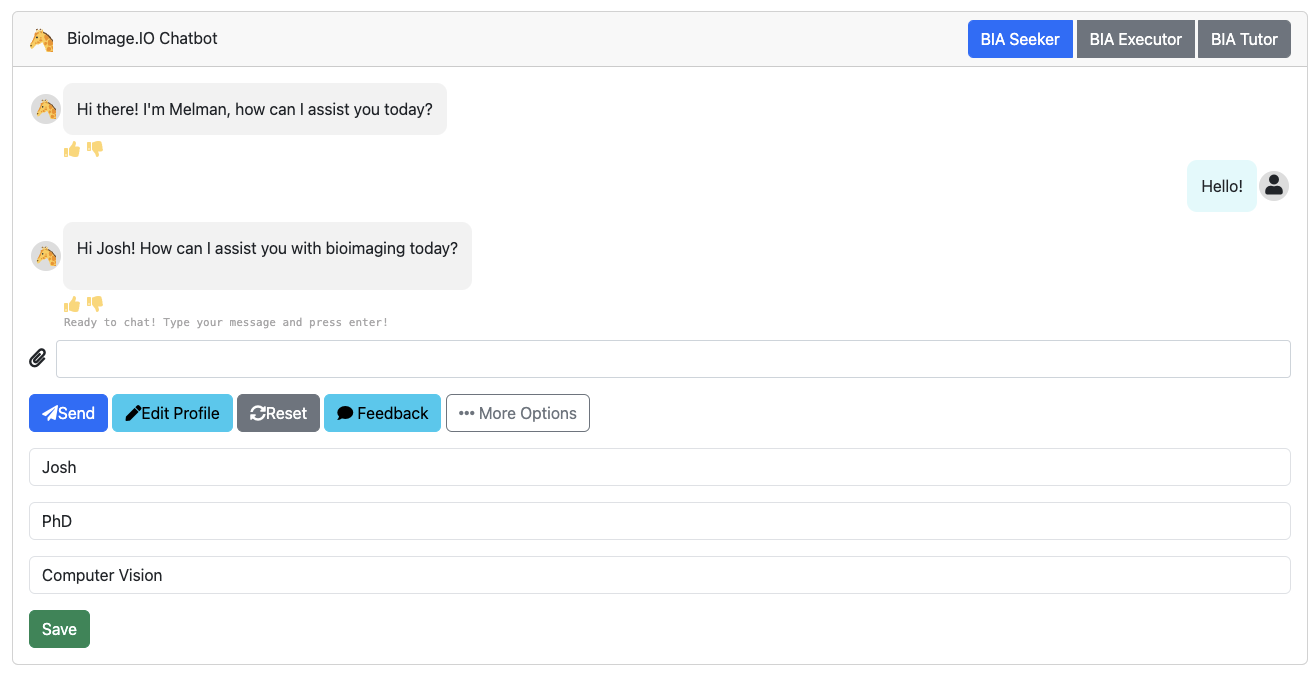 BioImage.IO Chatbot
BIA Seeker
BIA Executor
BIA Tutor
Hi there! I'm Melman, how can I assist you today?
Hello!
Hi Josh! How can I assist you with bioimaging today?
Ready to chat! Type your message and press enter!
Send
Edit Profile
Reset
Feedback
More Options
Josh
PhD
Computer Vision
Save